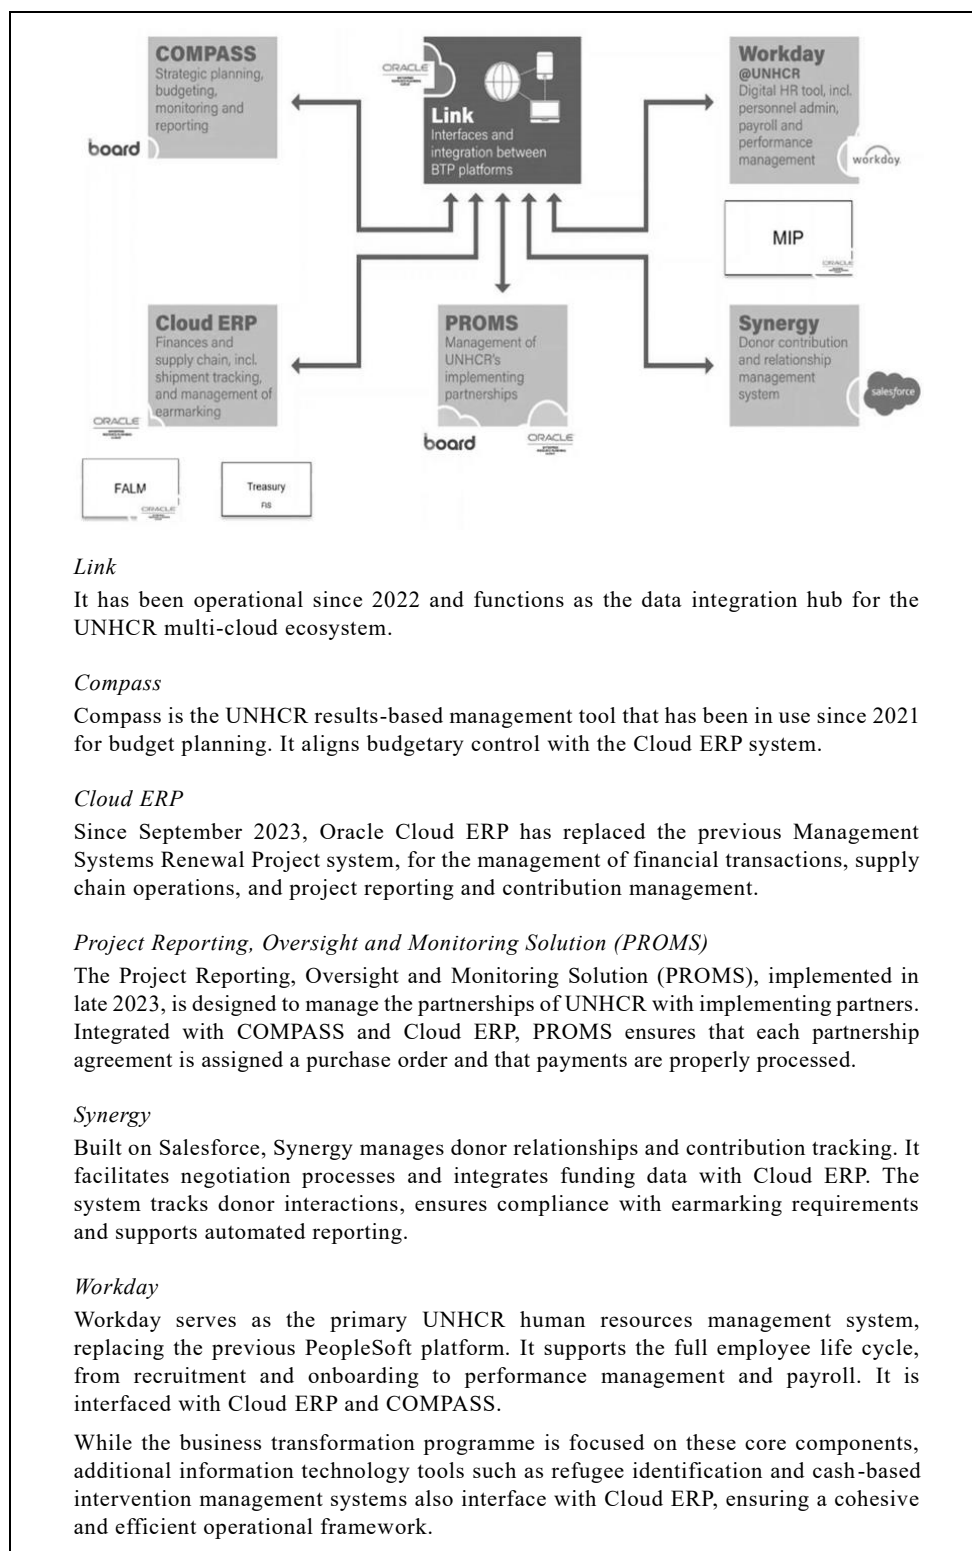 COMPASS
Strategic planning,
budgeting,
monitoring and
reporting
board
ORACLE
Link
Interfaces and
integration between
BTP platforms
Workday
@UNHCR
Digital HR tool, incl.
personnel admin,
payroll and
performance
management
workday.
MIP
ORACLE
Cloud ERP
Finances and
supply chain, incl.
shipment tracking,
and management of
earmarking
ORACLE
PROMS
Management of
UNHCR's
implementing
partnerships
board
ORACLE
Synergy
Donor contribution
and relationship
management
system
salesforce
FALM
ORACLE
Treasury
FIS
Link
It has been operational since 2022 and functions as the data integration hub for the
UNHCR multi-cloud ecosystem.
Compass
Compass is the UNHCR results-based management tool that has been in use since 2021
for budget planning. It aligns budgetary control with the Cloud ERP system.
Cloud ERP
Since September 2023, Oracle Cloud ERP has replaced the previous Management
Systems Renewal Project system, for the management of financial transactions, supply
chain operations, and project reporting and contribution management.
Project Reporting, Oversight and Monitoring Solution (PROMS)
The Project Reporting, Oversight and Monitoring Solution (PROMS), implemented in
late 2023, is designed to manage the partnerships of UNHCR with implementing partners.
Integrated with COMPASS and Cloud ERP, PROMS ensures that each partnership
agreement is assigned a purchase order and that payments are properly processed.
Synergy
Built on Salesforce, Synergy manages donor relationships and contribution tracking. It
facilitates negotiation processes and integrates funding data with Cloud ERP. The
system tracks donor interactions, ensures compliance with earmarking requirements
and supports automated reporting.
Workday
Workday serves as the primary UNHCR human resources management system,
replacing the previous PeopleSoft platform. It supports the full employee life cycle,
from recruitment and onboarding to performance management and payroll. It is
interfaced with Cloud ERP and COMPASS.
While the business transformation programme is focused on these core components,
additional information technology tools such as refugee identification and cash-based
intervention management systems also interface with Cloud ERP, ensuring a cohesive
and efficient operational framework.